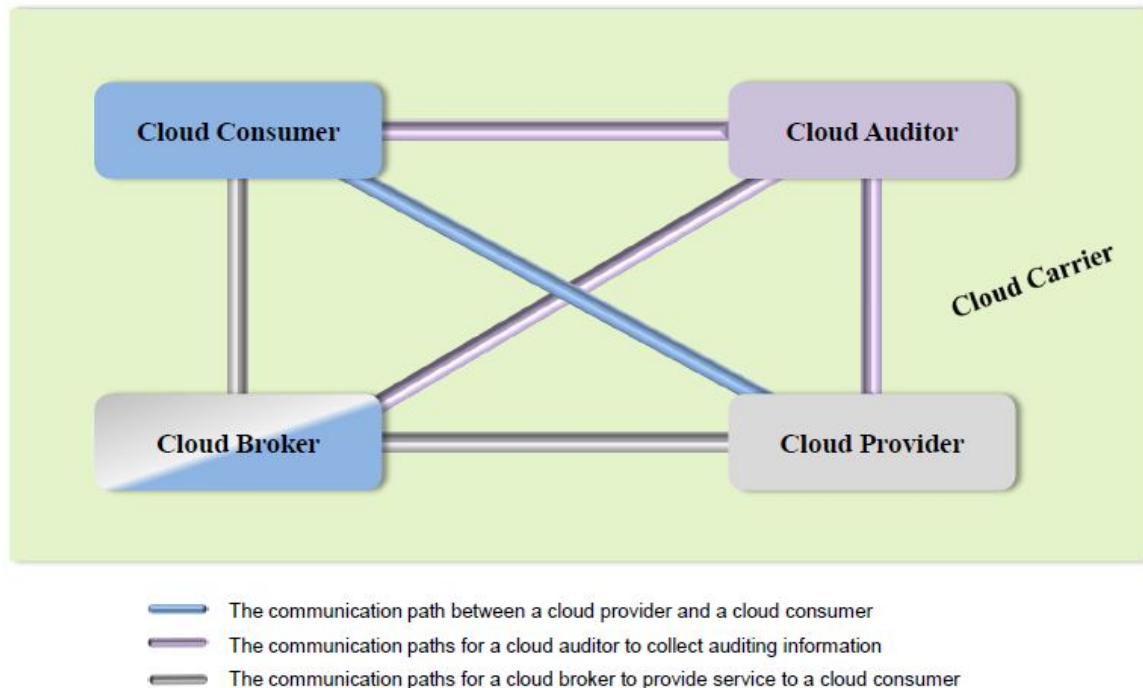 Cloud Consumer
Cloud Auditor
Cloud Carrier
Cloud Broker
Cloud Provider
The communication path between a cloud provider and a cloud consumer
The communication paths for a cloud auditor to collect auditing information
The communication paths for a cloud broker to provide service to a cloud consumer